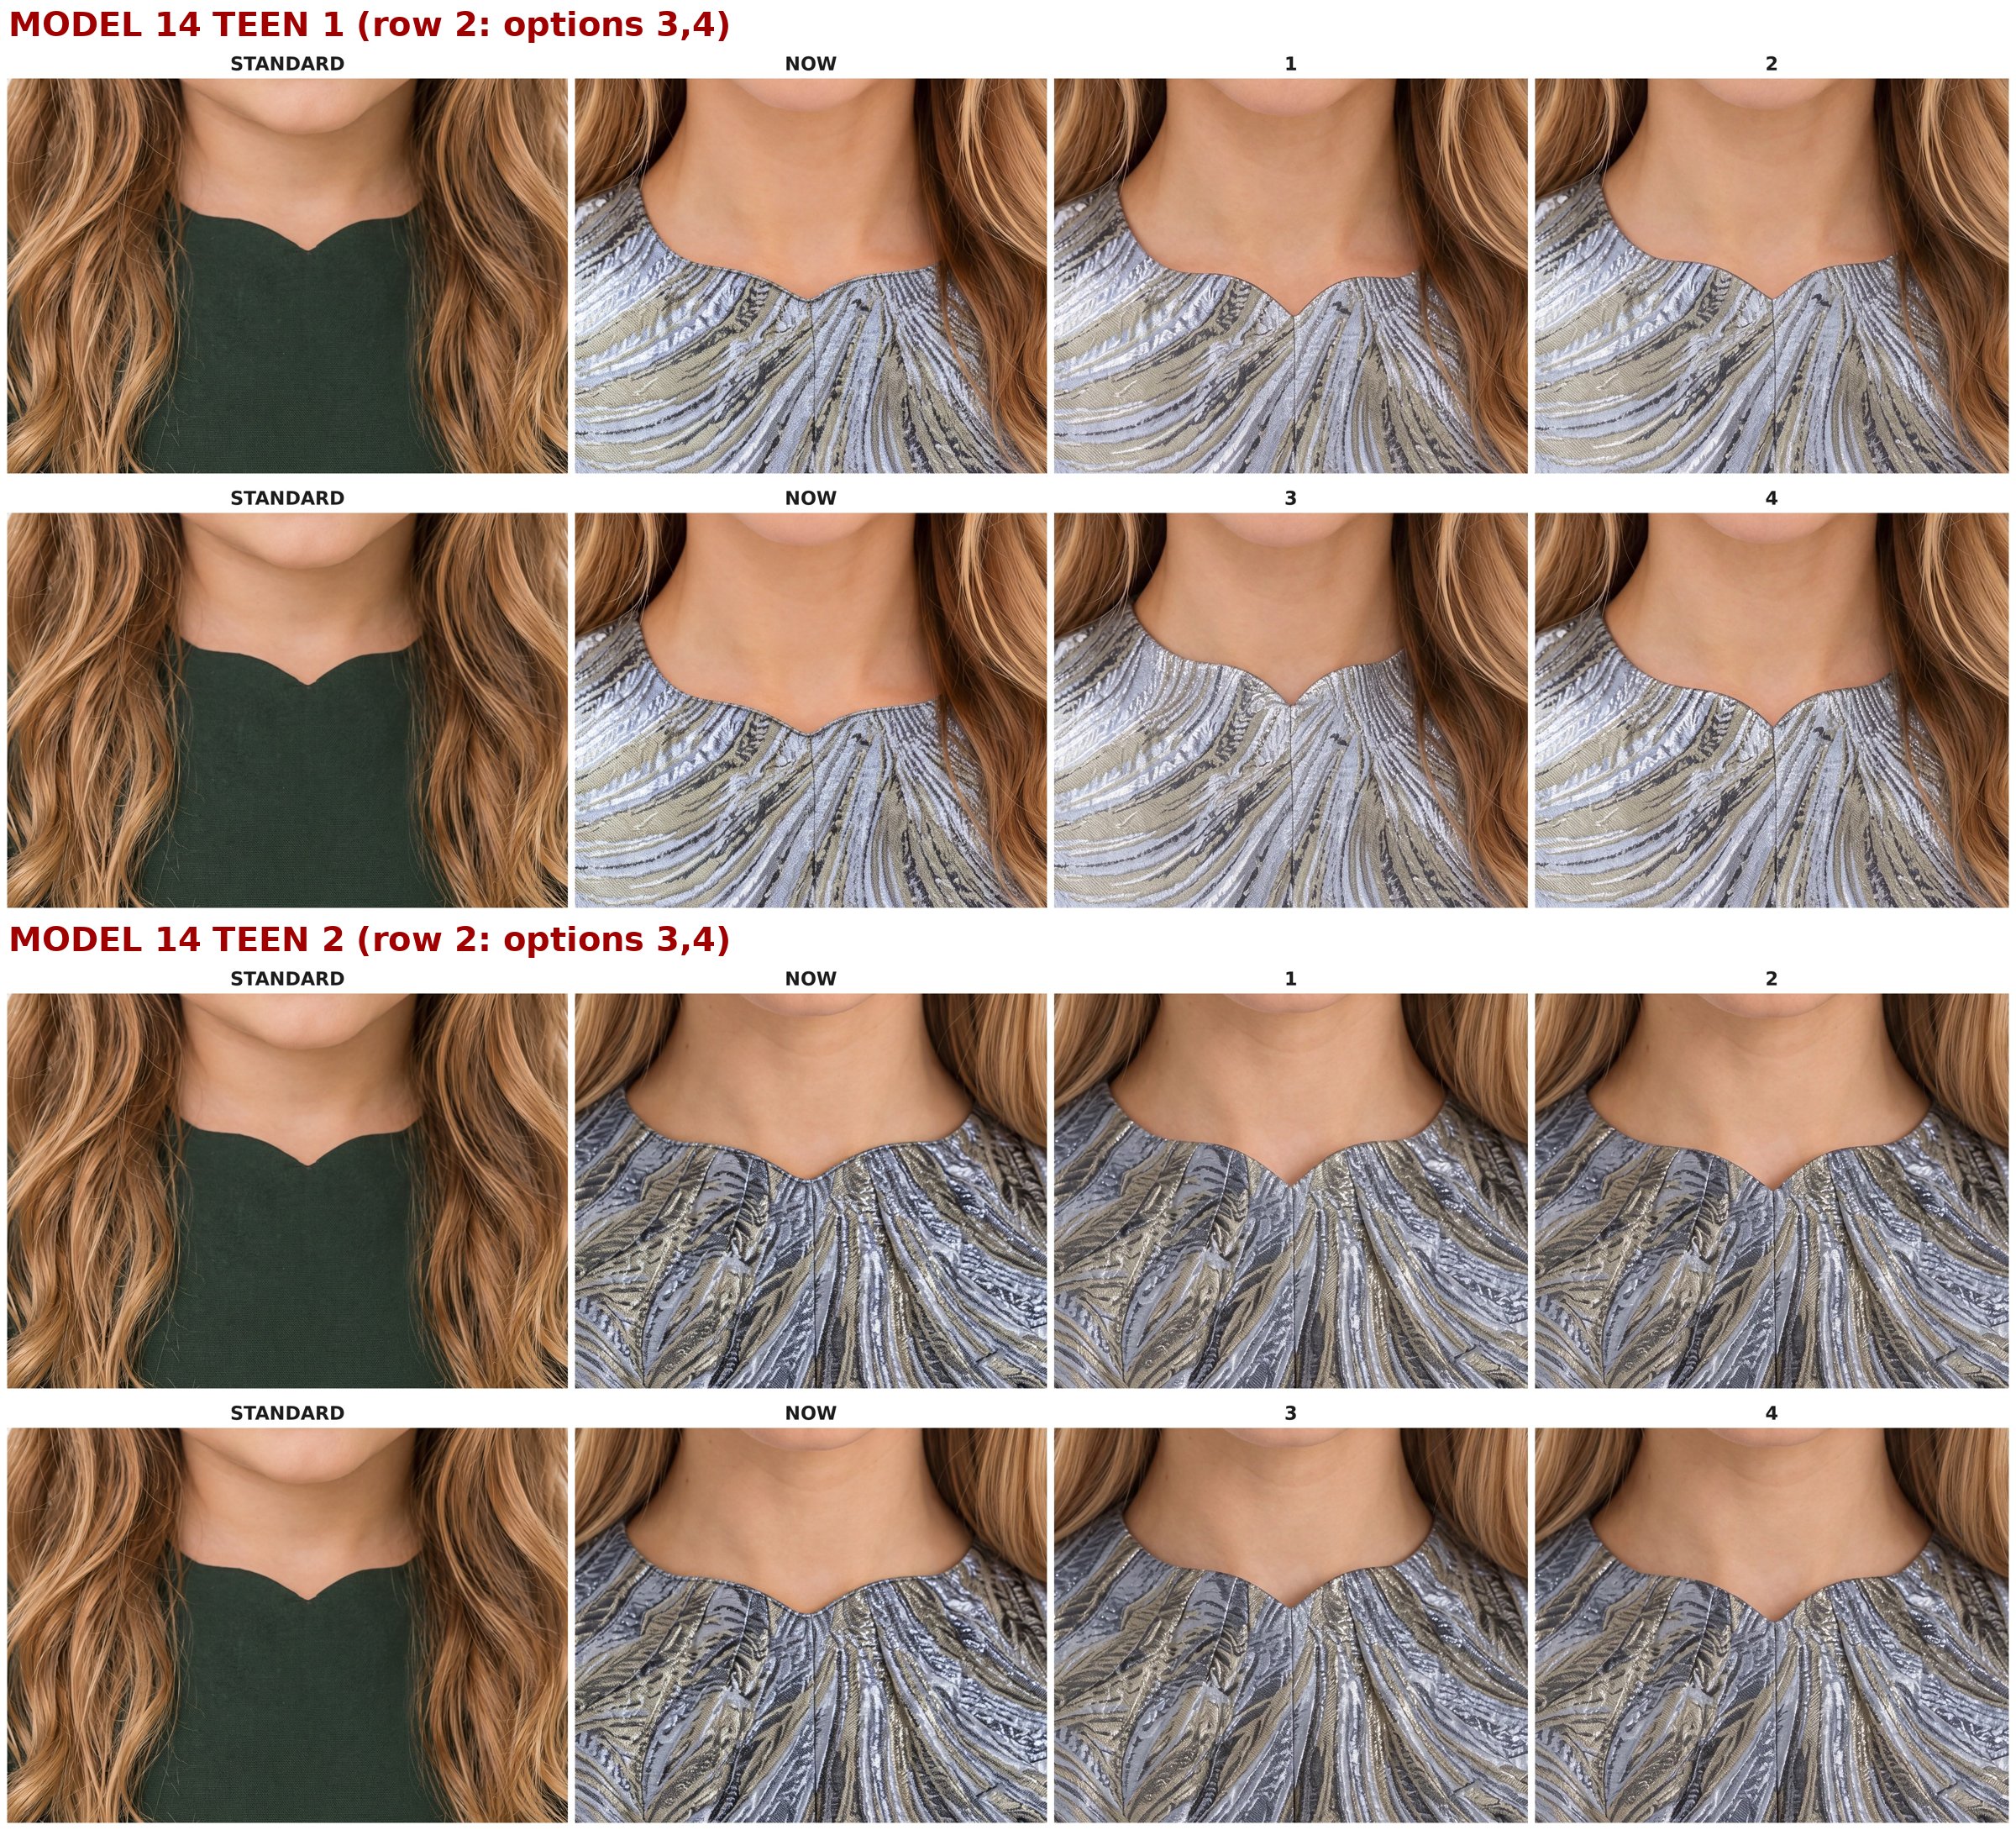 MODEL 14 TEEN 1 (row 2: options 3,4)
STANDARD NOW 1 2
STANDARD NOW 3 4
MODEL 14 TEEN 2 (row 2: options 3,4)
STANDARD NOW 1 2
STANDARD NOW 3 4